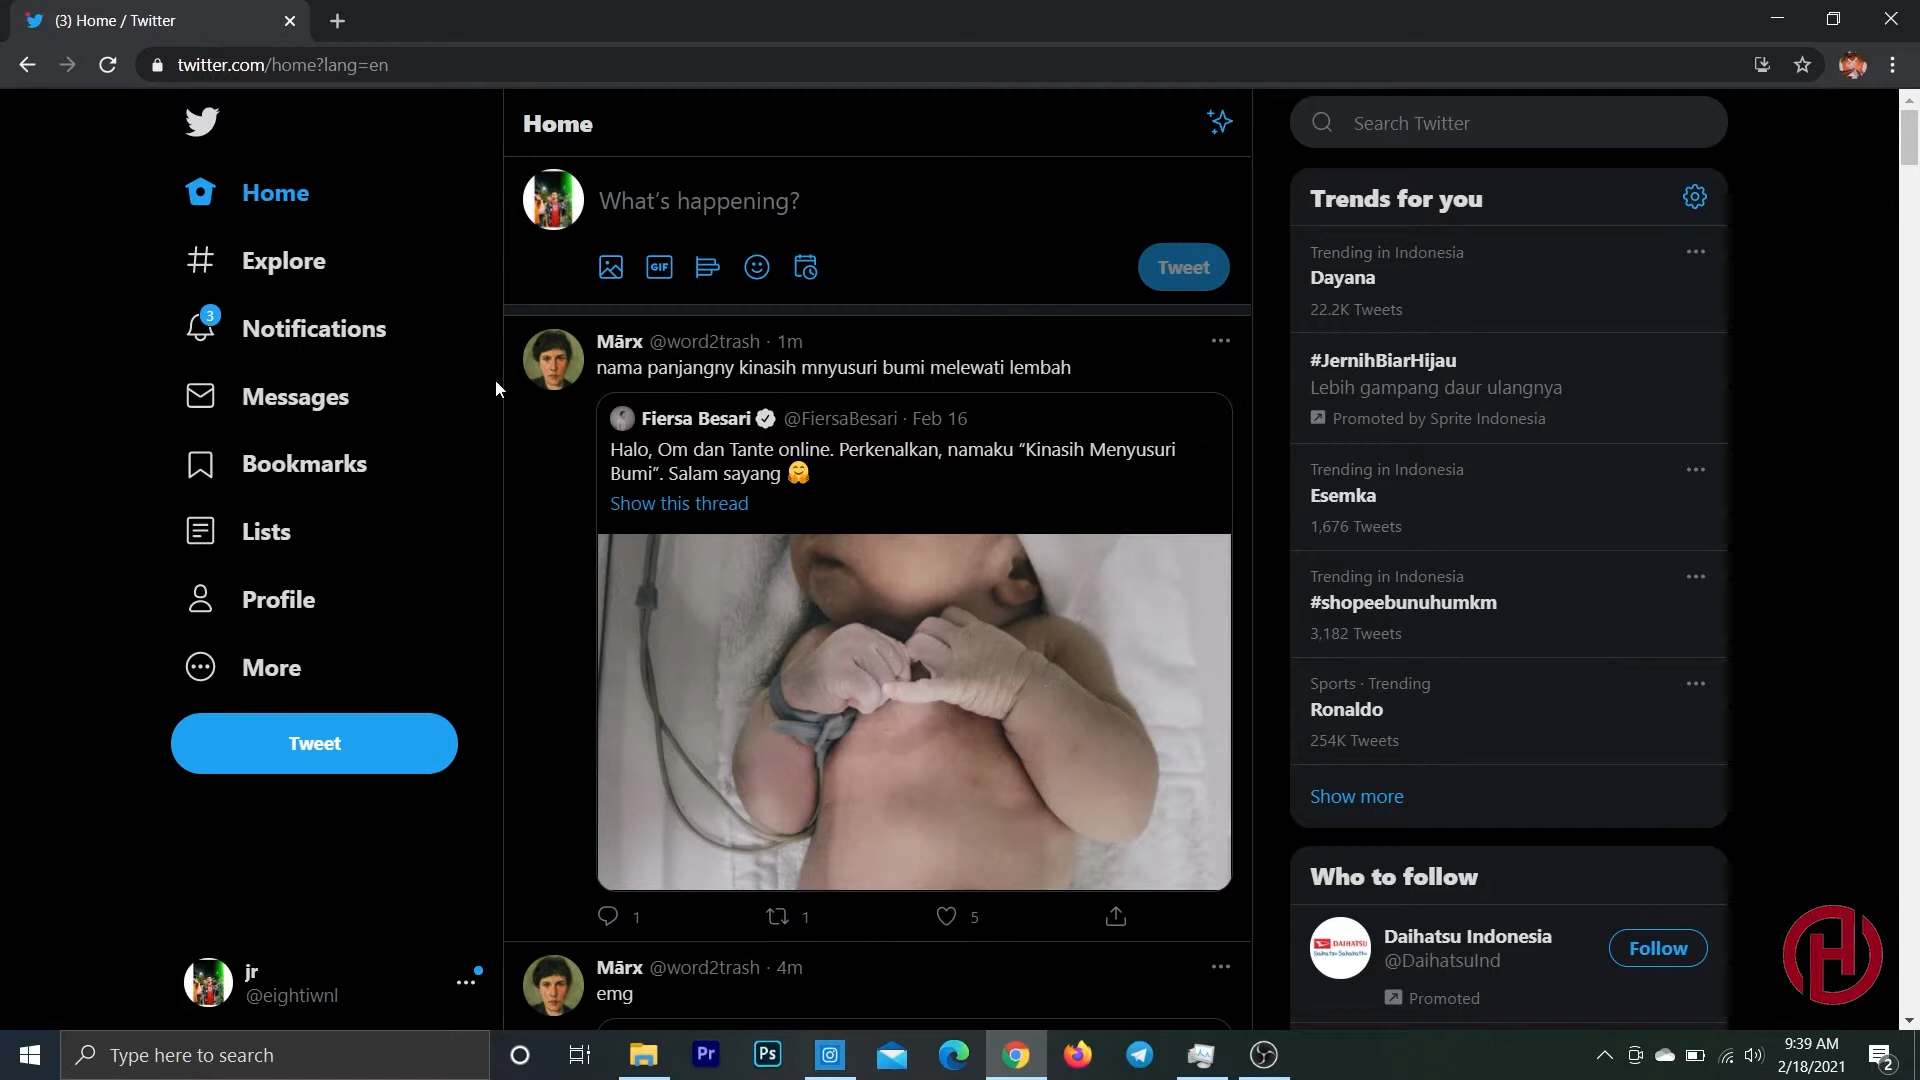 (3) Home / Twitter
twitter.com/home?lang=en
Home
Explore
3
Notifications
Messages
Bookmarks
Lists
Profile
More
Tweet
jr
@eightiwnl
Home
What's happening?
GIF
Tweet
Mārx @word2trash · 1m
nama panjangny kinasih mnyusuri bumi melewati lembah
Fiersa Besari @FiersaBesari · Feb 16
Halo, Om dan Tante online. Perkenalkan, namaku “Kinasih Menyusuri
Bumi”. Salam sayang 🤗
Show this thread
1 1 5
Mārx @word2trash · 4m
emg
Search Twitter
Trends for you
Trending in Indonesia
Dayana
22.2K Tweets
#JernihBiarHijau
Lebih gampang daur ulangnya
Promoted by Sprite Indonesia
Trending in Indonesia
Esemka
1,676 Tweets
Trending in Indonesia
#shopeebunuhumkm
3,182 Tweets
Sports · Trending
Ronaldo
254K Tweets
Show more
Who to follow
DAIHATSU
Daihatsu Indonesia
@DaihatsuInd
Follow
Promoted
Type here to search
Pr
Ps
9:39 AM
2/18/2021
2